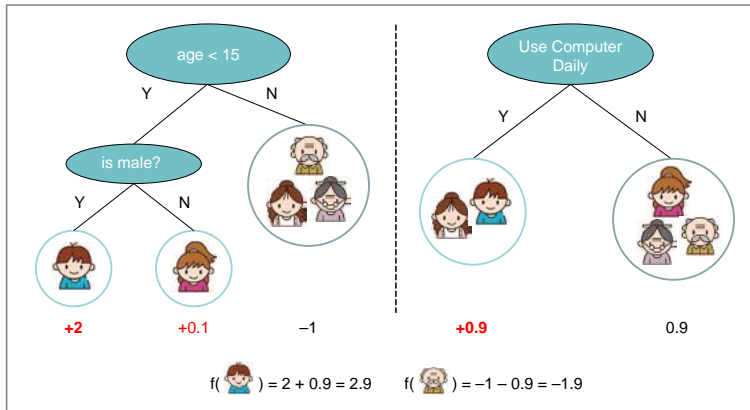 age < 15
Use Computer
Daily
Y
N
Y
N
is male?
Y
N
+2
+0.1
–1
+0.9
0.9
f( ) = 2 + 0.9 = 2.9
f( ) = –1 – 0.9 = –1.9